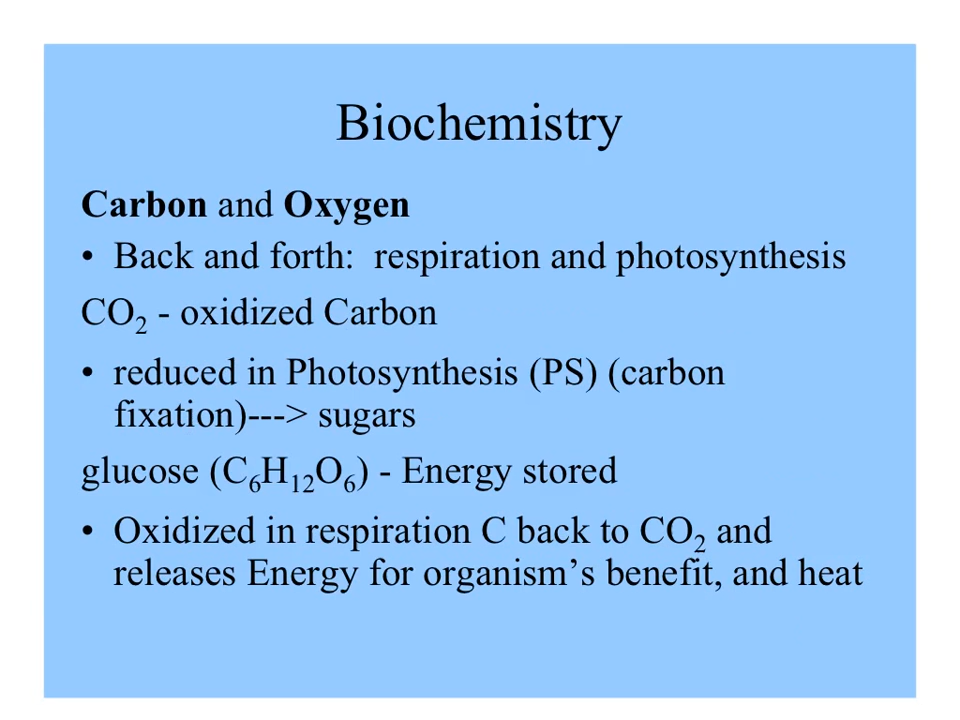 Biochemistry
Carbon and Oxygen
• Back and forth:  respiration and photosynthesis
CO₂ - oxidized Carbon
• reduced in Photosynthesis (PS) (carbon
fixation)---> sugars
glucose (C₆H₁₂O₆) - Energy stored
• Oxidized in respiration C back to CO₂ and
releases Energy for organism’s benefit, and heat